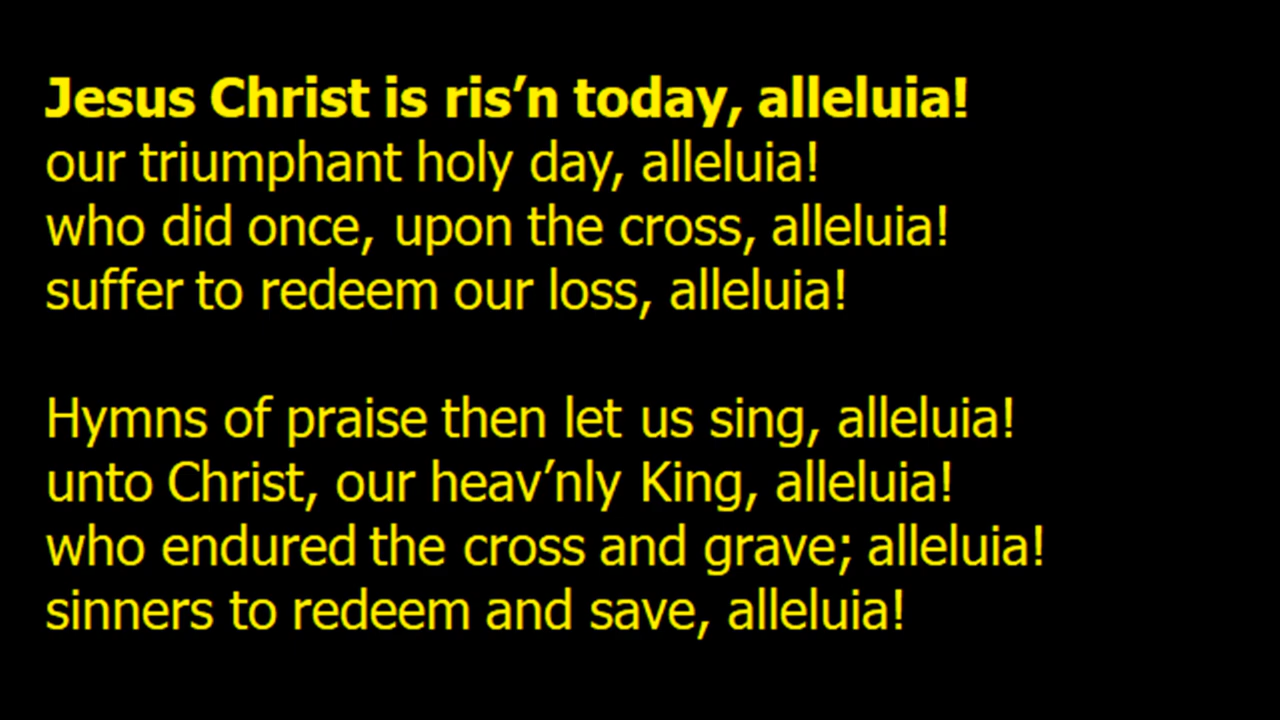 Jesus Christ is ris’n today, alleluia!
our triumphant holy day, alleluia!
who did once, upon the cross, alleluia!
suffer to redeem our loss, alleluia!
Hymns of praise then let us sing, alleluia!
unto Christ, our heav’nly King, alleluia!
who endured the cross and grave; alleluia!
sinners to redeem and save, alleluia!